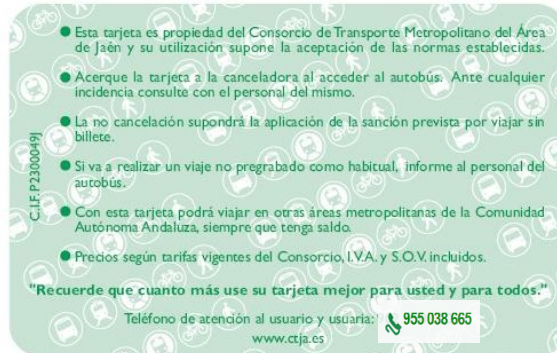 ● Esta tarjeta es propiedad del Consorcio de Transporte Metropolitano del Área
de Jaén y su utilización supone la aceptación de las normas establecidas.
● Acerque la tarjeta a la canceladora al acceder al autobús. Ante cualquier
incidencia consulte con el personal del mismo.
● La no cancelación supondrá la aplicación de la sanción prevista por viajar sin
billete.
● Si va a realizar un viaje no pregrabado como habitual, informe al personal del
autobús.
● Con esta tarjeta podrá viajar en otras áreas metropolitanas de la Comunidad
Autónoma Andaluza, siempre que tenga saldo.
● Precios según tarifas vigentes del Consorcio, I.V.A. y S.O.V. incluidos.
"Recuerde que cuanto más use su tarjeta mejor para usted y para todos."
Teléfono de atención al usuario y usuaria: 955 038 665
www.ctja.es
C.I.F. P2300049J